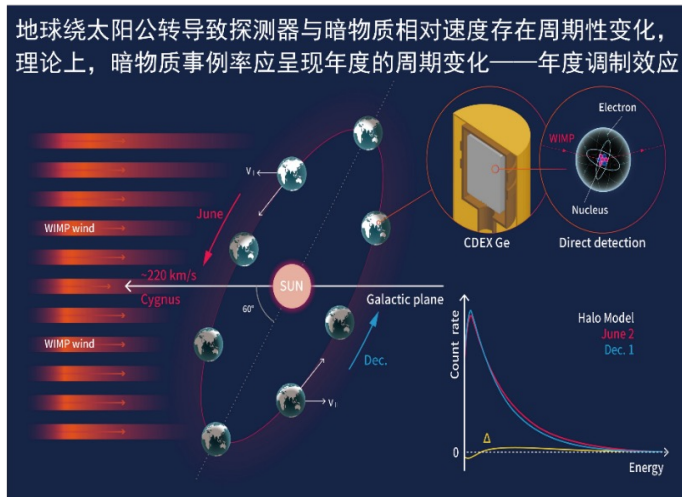 地球绕太阳公转导致探测器与暗物质相对速度存在周期性变化，
理论上，暗物质事例率应呈现年度的周期变化——年度调制效应
Electron
WIMP
Nucleus
CDEX Ge
Direct detection
V∥
June
WIMP wind
~220 km/s
Cygnus
SUN
Galactic plane
60°
WIMP wind
Dec.
V∥
Count rate
Halo Model
June 2
Dec. 1
Δ
0
Energy